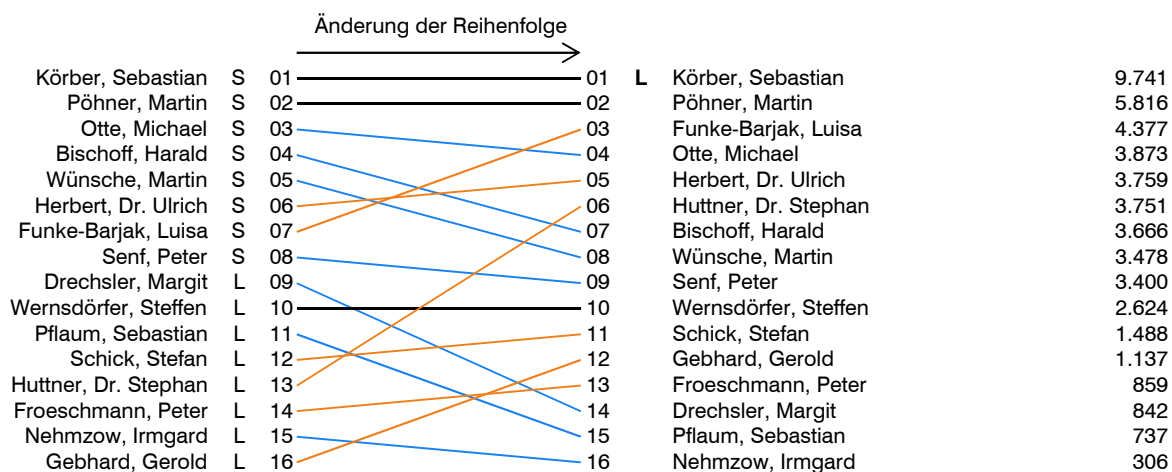 Änderung der Reihenfolge
Körber, Sebastian S 01 01 L Körber, Sebastian 9.741
Pöhner, Martin S 02 02 Pöhner, Martin 5.816
Otte, Michael S 03 03 Funke-Barjak, Luisa 4.377
Bischoff, Harald S 04 04 Otte, Michael 3.873
Wünsche, Martin S 05 05 Herbert, Dr. Ulrich 3.759
Herbert, Dr. Ulrich S 06 06 Huttner, Dr. Stephan 3.751
Funke-Barjak, Luisa S 07 07 Bischoff, Harald 3.666
Senf, Peter S 08 08 Wünsche, Martin 3.478
Drechsler, Margit L 09 09 Senf, Peter 3.400
Wernsdörfer, Steffen L 10 10 Wernsdörfer, Steffen 2.624
Pflaum, Sebastian L 11 11 Schick, Stefan 1.488
Schick, Stefan L 12 12 Gebhard, Gerold 1.137
Huttner, Dr. Stephan L 13 13 Froeschmann, Peter 859
Froeschmann, Peter L 14 14 Drechsler, Margit 842
Nehmzow, Irmgard L 15 15 Pflaum, Sebastian 737
Gebhard, Gerold L 16 16 Nehmzow, Irmgard 306